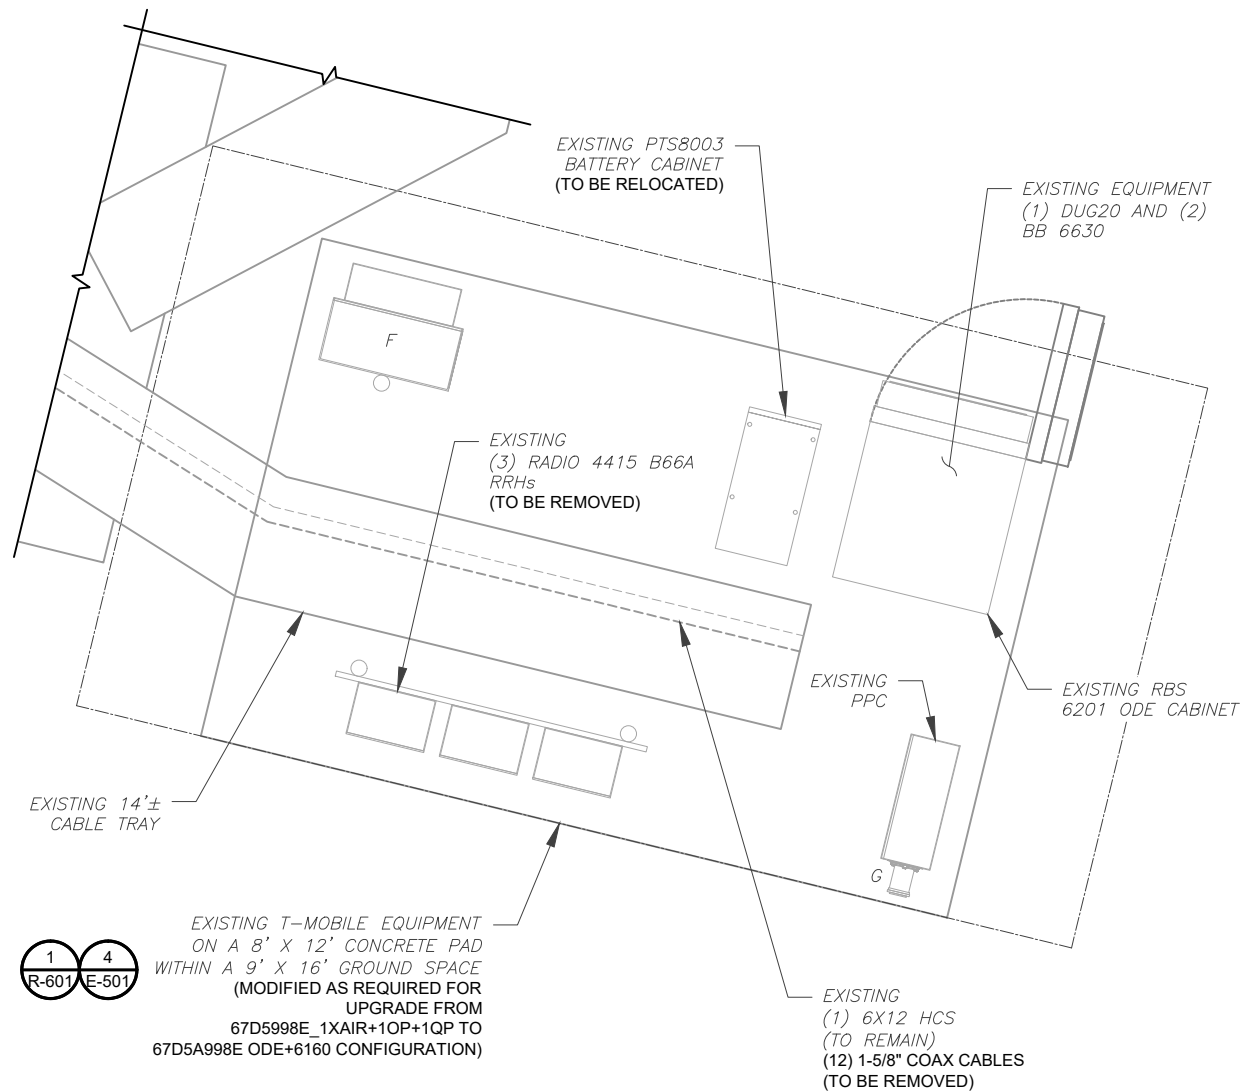 EXISTING PTS8003
BATTERY CABINET
(TO BE RELOCATED)
EXISTING EQUIPMENT
(1) DUG20 AND (2)
BB 6630
F
EXISTING
(3) RADIO 4415 B66A
RRHs
(TO BE REMOVED)
EXISTING
PPC
EXISTING RBS
6201 ODE CABINET
EXISTING 14'±
CABLE TRAY
G
EXISTING T-MOBILE EQUIPMENT
ON A 8' X 12' CONCRETE PAD
WITHIN A 9' X 16' GROUND SPACE
(MODIFIED AS REQUIRED FOR
UPGRADE FROM
67D5998E_1XAIR+1OP+1QP TO
67D5A998E ODE+6160 CONFIGURATION)
1
R-601
4
E-501
EXISTING
(1) 6X12 HCS
(TO REMAIN)
(12) 1-5/8" COAX CABLES
(TO BE REMOVED)